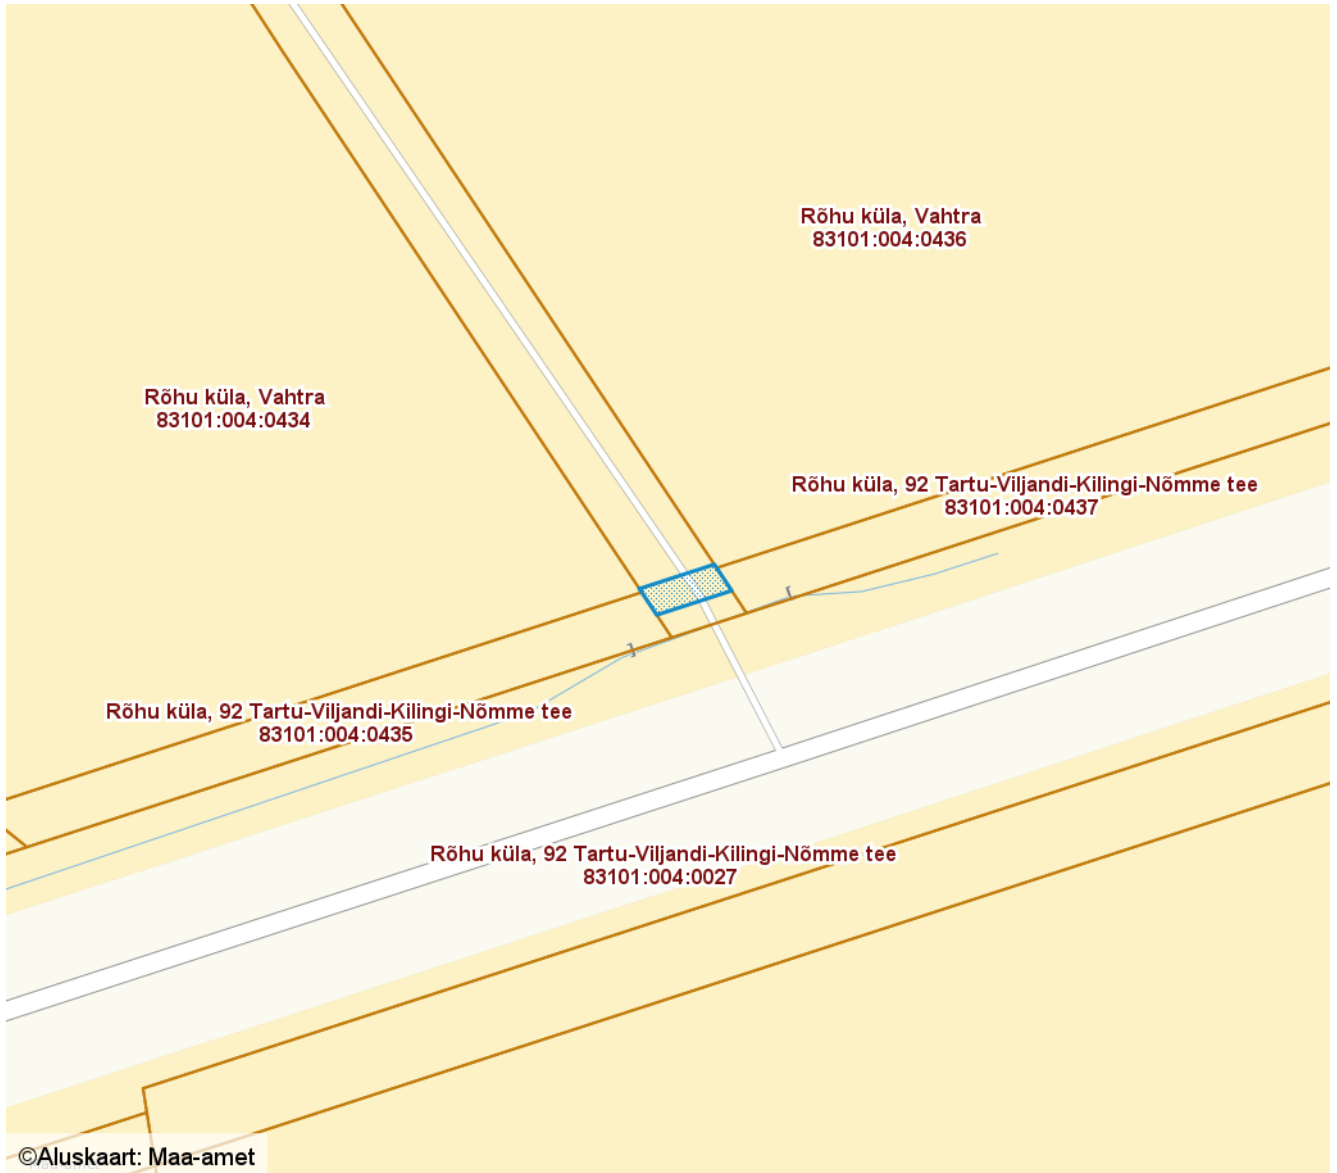 Rõhu küla, Vahtra
83101:004:0436
Rõhu küla, Vahtra
83101:004:0434
Rõhu küla, 92 Tartu-Viljandi-Kilingi-Nõmme tee
83101:004:0437
Rõhu küla, 92 Tartu-Viljandi-Kilingi-Nõmme tee
83101:004:0435
Rõhu küla, 92 Tartu-Viljandi-Kilingi-Nõmme tee
83101:004:0027
©Aluskaart: Maa-amet